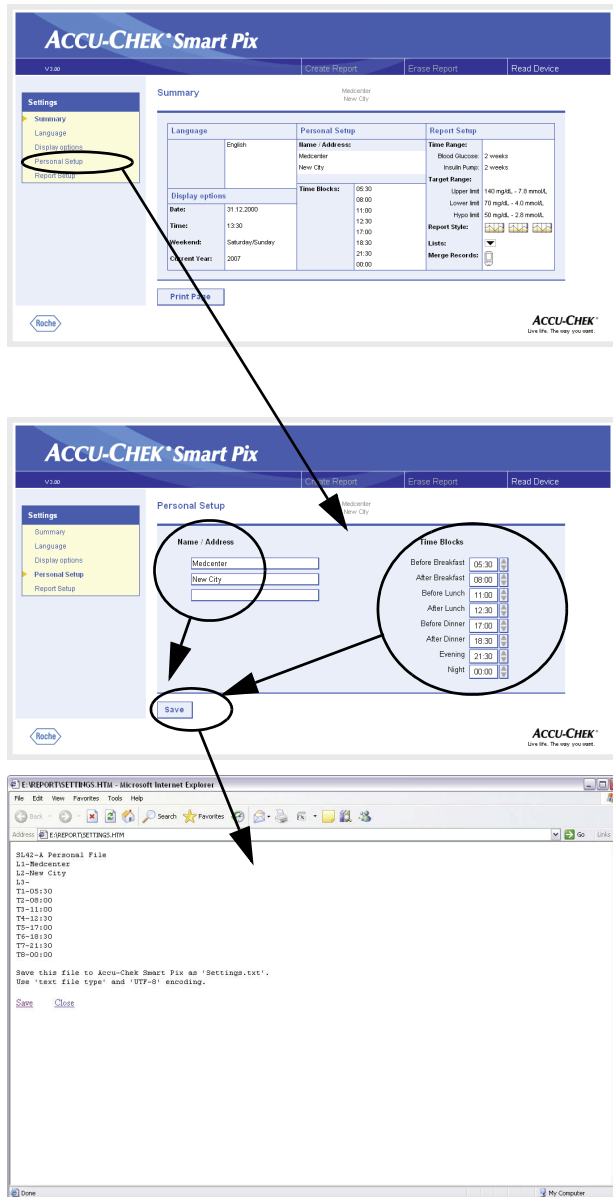 ACCU-CHEK® Smart Pix
V3.00
Create Report
Erase Report
Read Device
Settings
Summary
Language
Display options
Personal Setup
Report Setup
Summary
Medcenter
New City
Language
English
Display options
Date: 31.12.2000
Time: 13:30
Weekend: Saturday/Sunday
Current Year: 2007
Personal Setup
Name / Address:
Medcenter
New City
Time Blocks: 05:30
08:00
11:00
12:30
17:00
18:30
21:30
00:00
Report Setup
Time Range:
Blood Glucose: 2 weeks
Insulin Pump: 2 weeks
Target Range:
Upper limit 140 mg/dL - 7.8 mmol/L
Lower limit 70 mg/dL - 4.0 mmol/L
Hypo limit 50 mg/dL - 2.8 mmol/L
Report Style:
Lists:
Merge Records:
Print Page
Roche
ACCU-CHEK®
Live life. The way you want.
ACCU-CHEK® Smart Pix
V3.00
Create Report
Erase Report
Read Device
Settings
Summary
Language
Display options
Personal Setup
Report Setup
Personal Setup
Medcenter
New City
Name / Address
Medcenter
New City
Time Blocks
Before Breakfast 05:30
After Breakfast 08:00
Before Lunch 11:00
After Lunch 12:30
Before Dinner 17:00
After Dinner 18:30
Evening 21:30
Night 00:00
Save
Roche
ACCU-CHEK®
Live life. The way you want.
E:\REPORT\SETTINGS.HTM - Microsoft Internet Explorer
File Edit View Favorites Tools Help
Back Search Favorites
Address E:\REPORT\SETTINGS.HTM Go Links
SL42-A Personal File
L1-Medcenter
L2-New City
L3-
T1-05:30
T2-08:00
T3-11:00
T4-12:30
T5-17:00
T6-18:30
T7-21:30
T8-00:00
Save this file to Accu-Chek Smart Pix as 'Settings.txt'.
Use 'text file type' and 'UTF-8' encoding.
Save Close
Done
My Computer